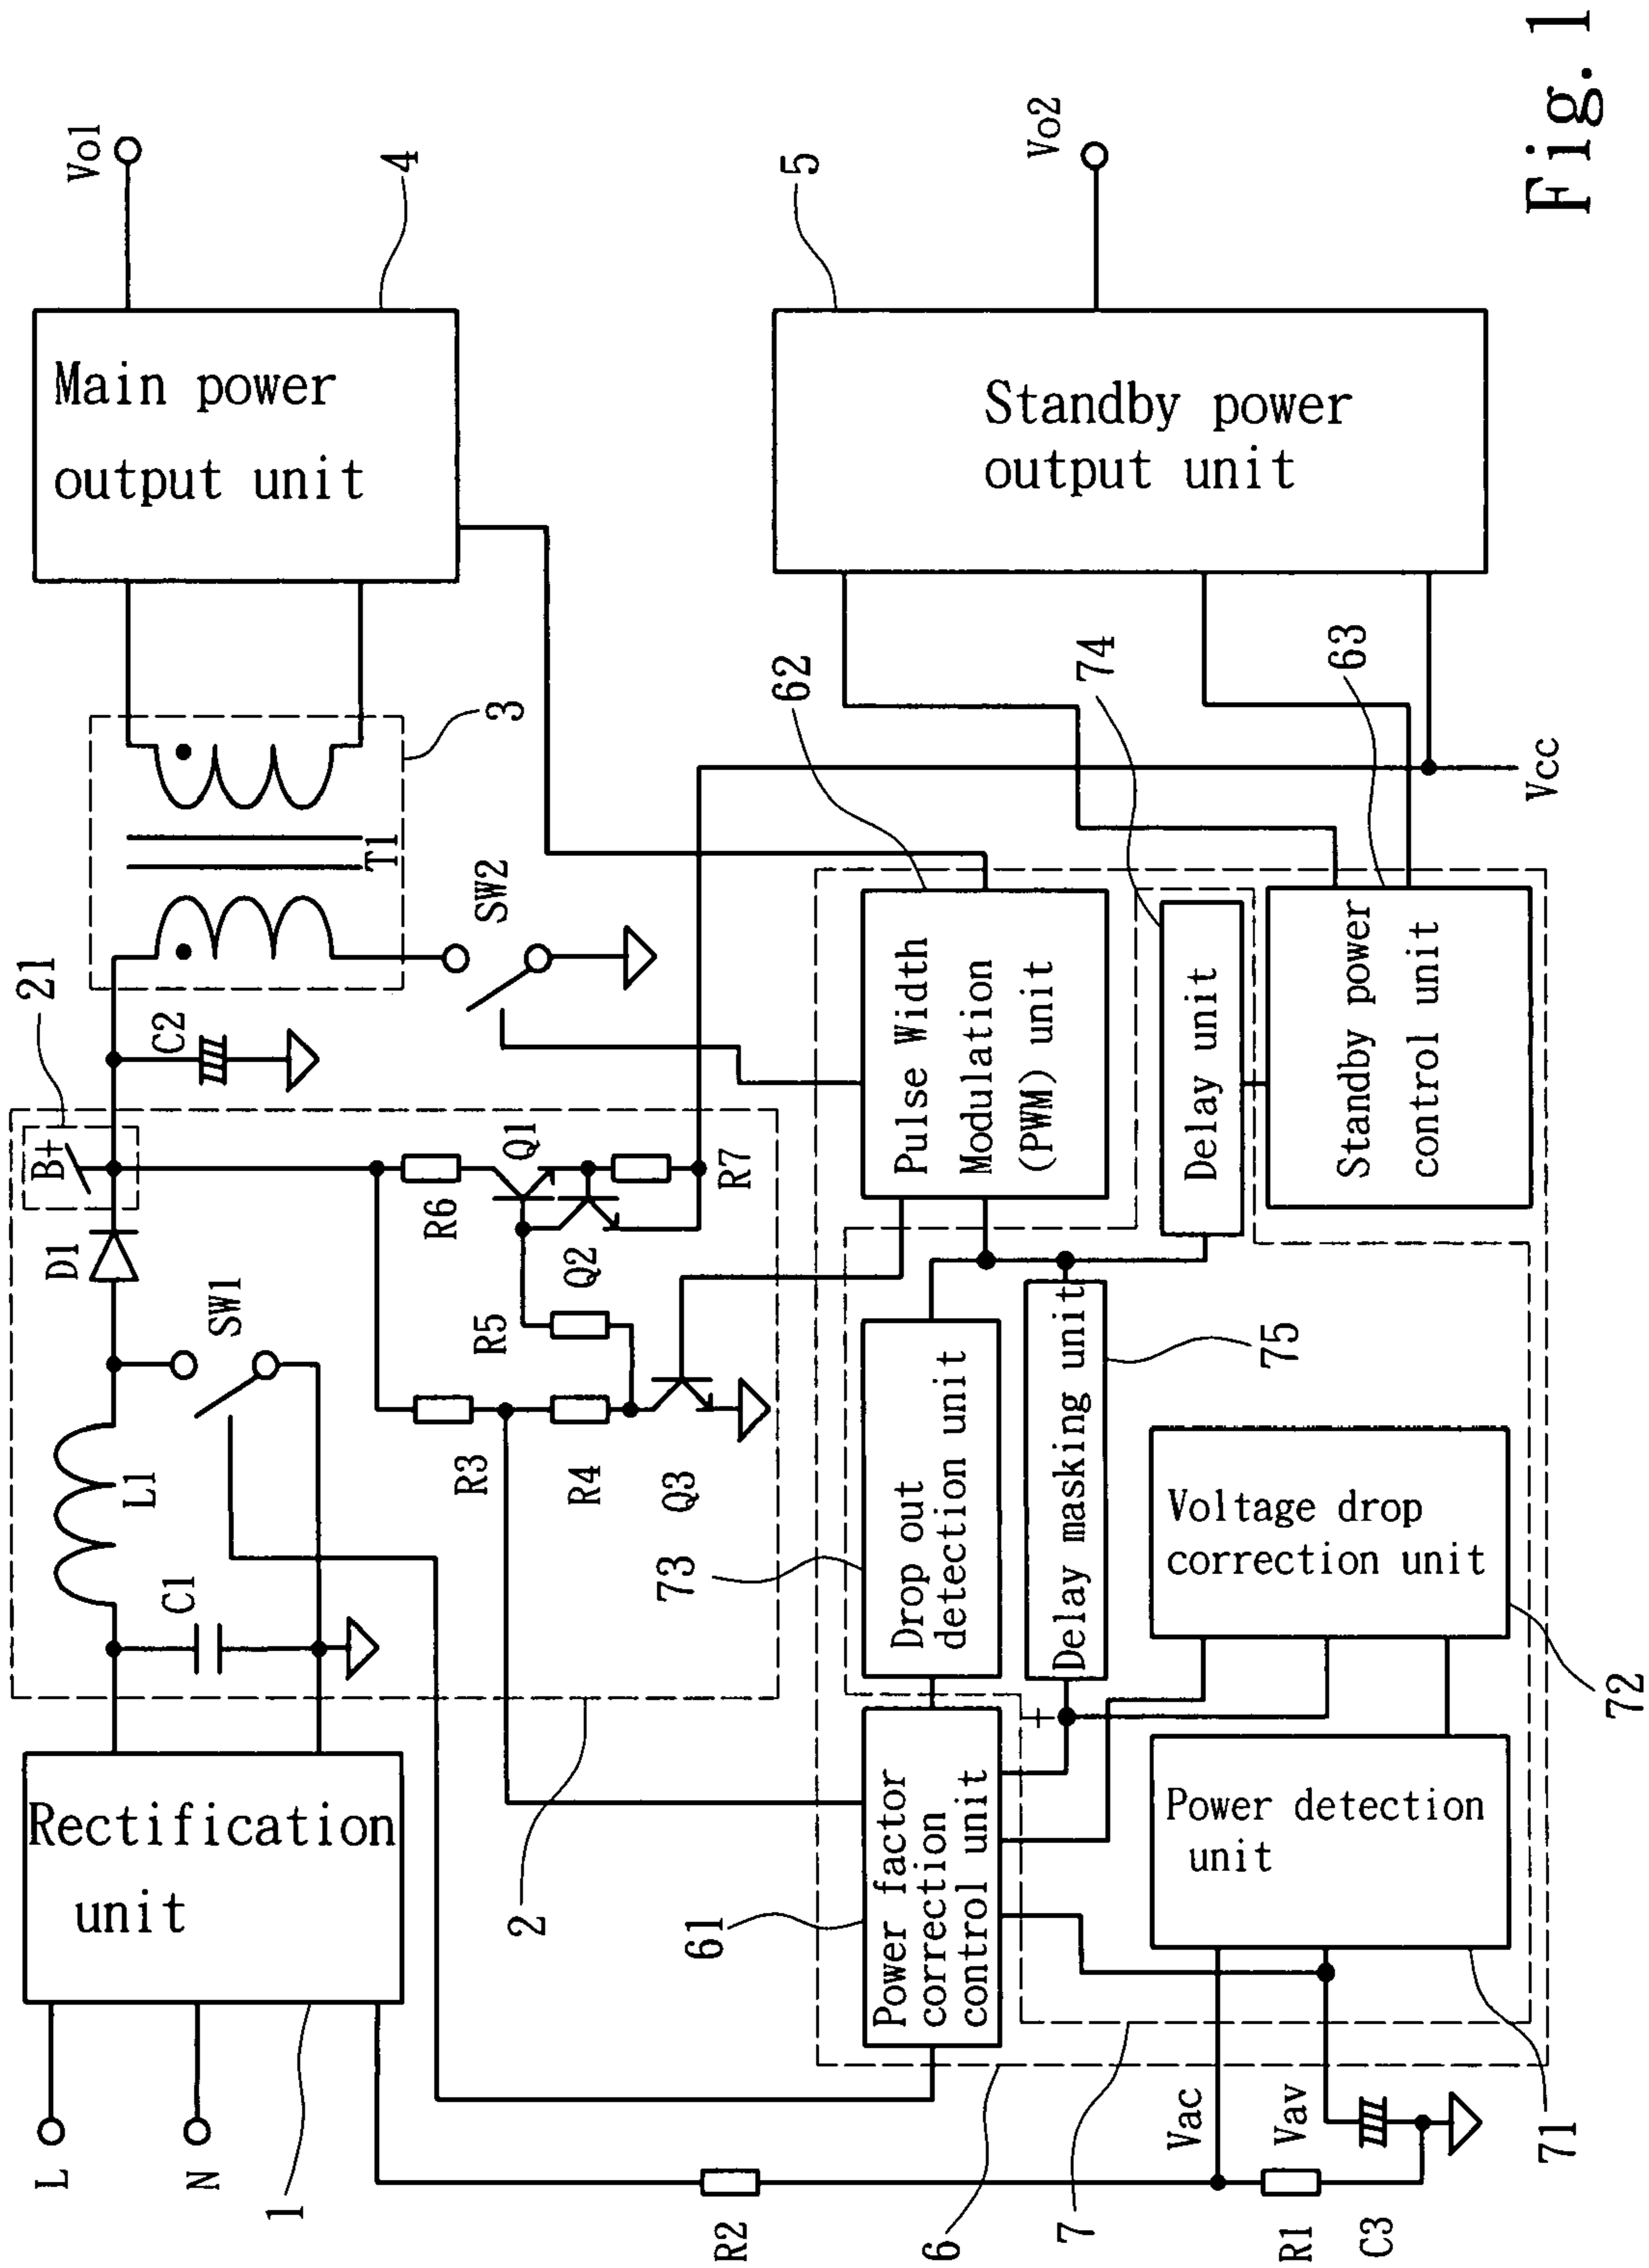 Vo1
4
Main power
output unit
3
T1
21
B+
C2
D1
SW1
L1
C1
Rectification
unit
L
N
1
2
SW2
R6
Q1
Q2
R7
R5
R3
R4
Q3
Vo2
5
Standby power
output unit
62
74
63
Vcc
Pulse Width
Modulation
(PWM) unit
Delay unit
Standby power
control unit
73
Drop out
detection unit
Delay masking unit
75
Voltage drop
correction unit
72
61
Power factor
correction
control unit
+
Power detection
unit
71
6
7
Vac
Vav
R2
R1
C3
Fig. 1